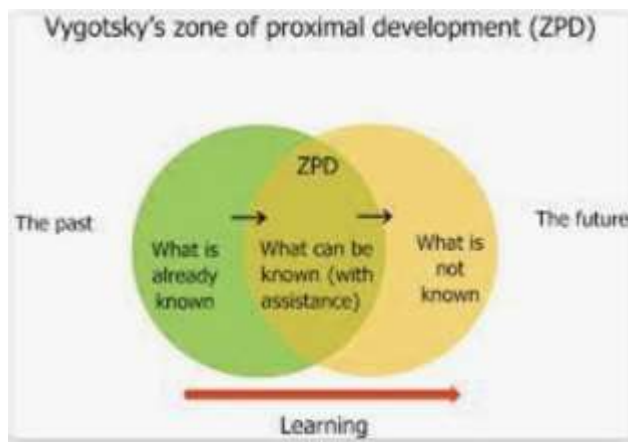 Vygotsky's zone of proximal development (ZPD)
ZPD
The past
The future
What is
already
known
What can be
known (with
assistance)
What is
not
known
Learning